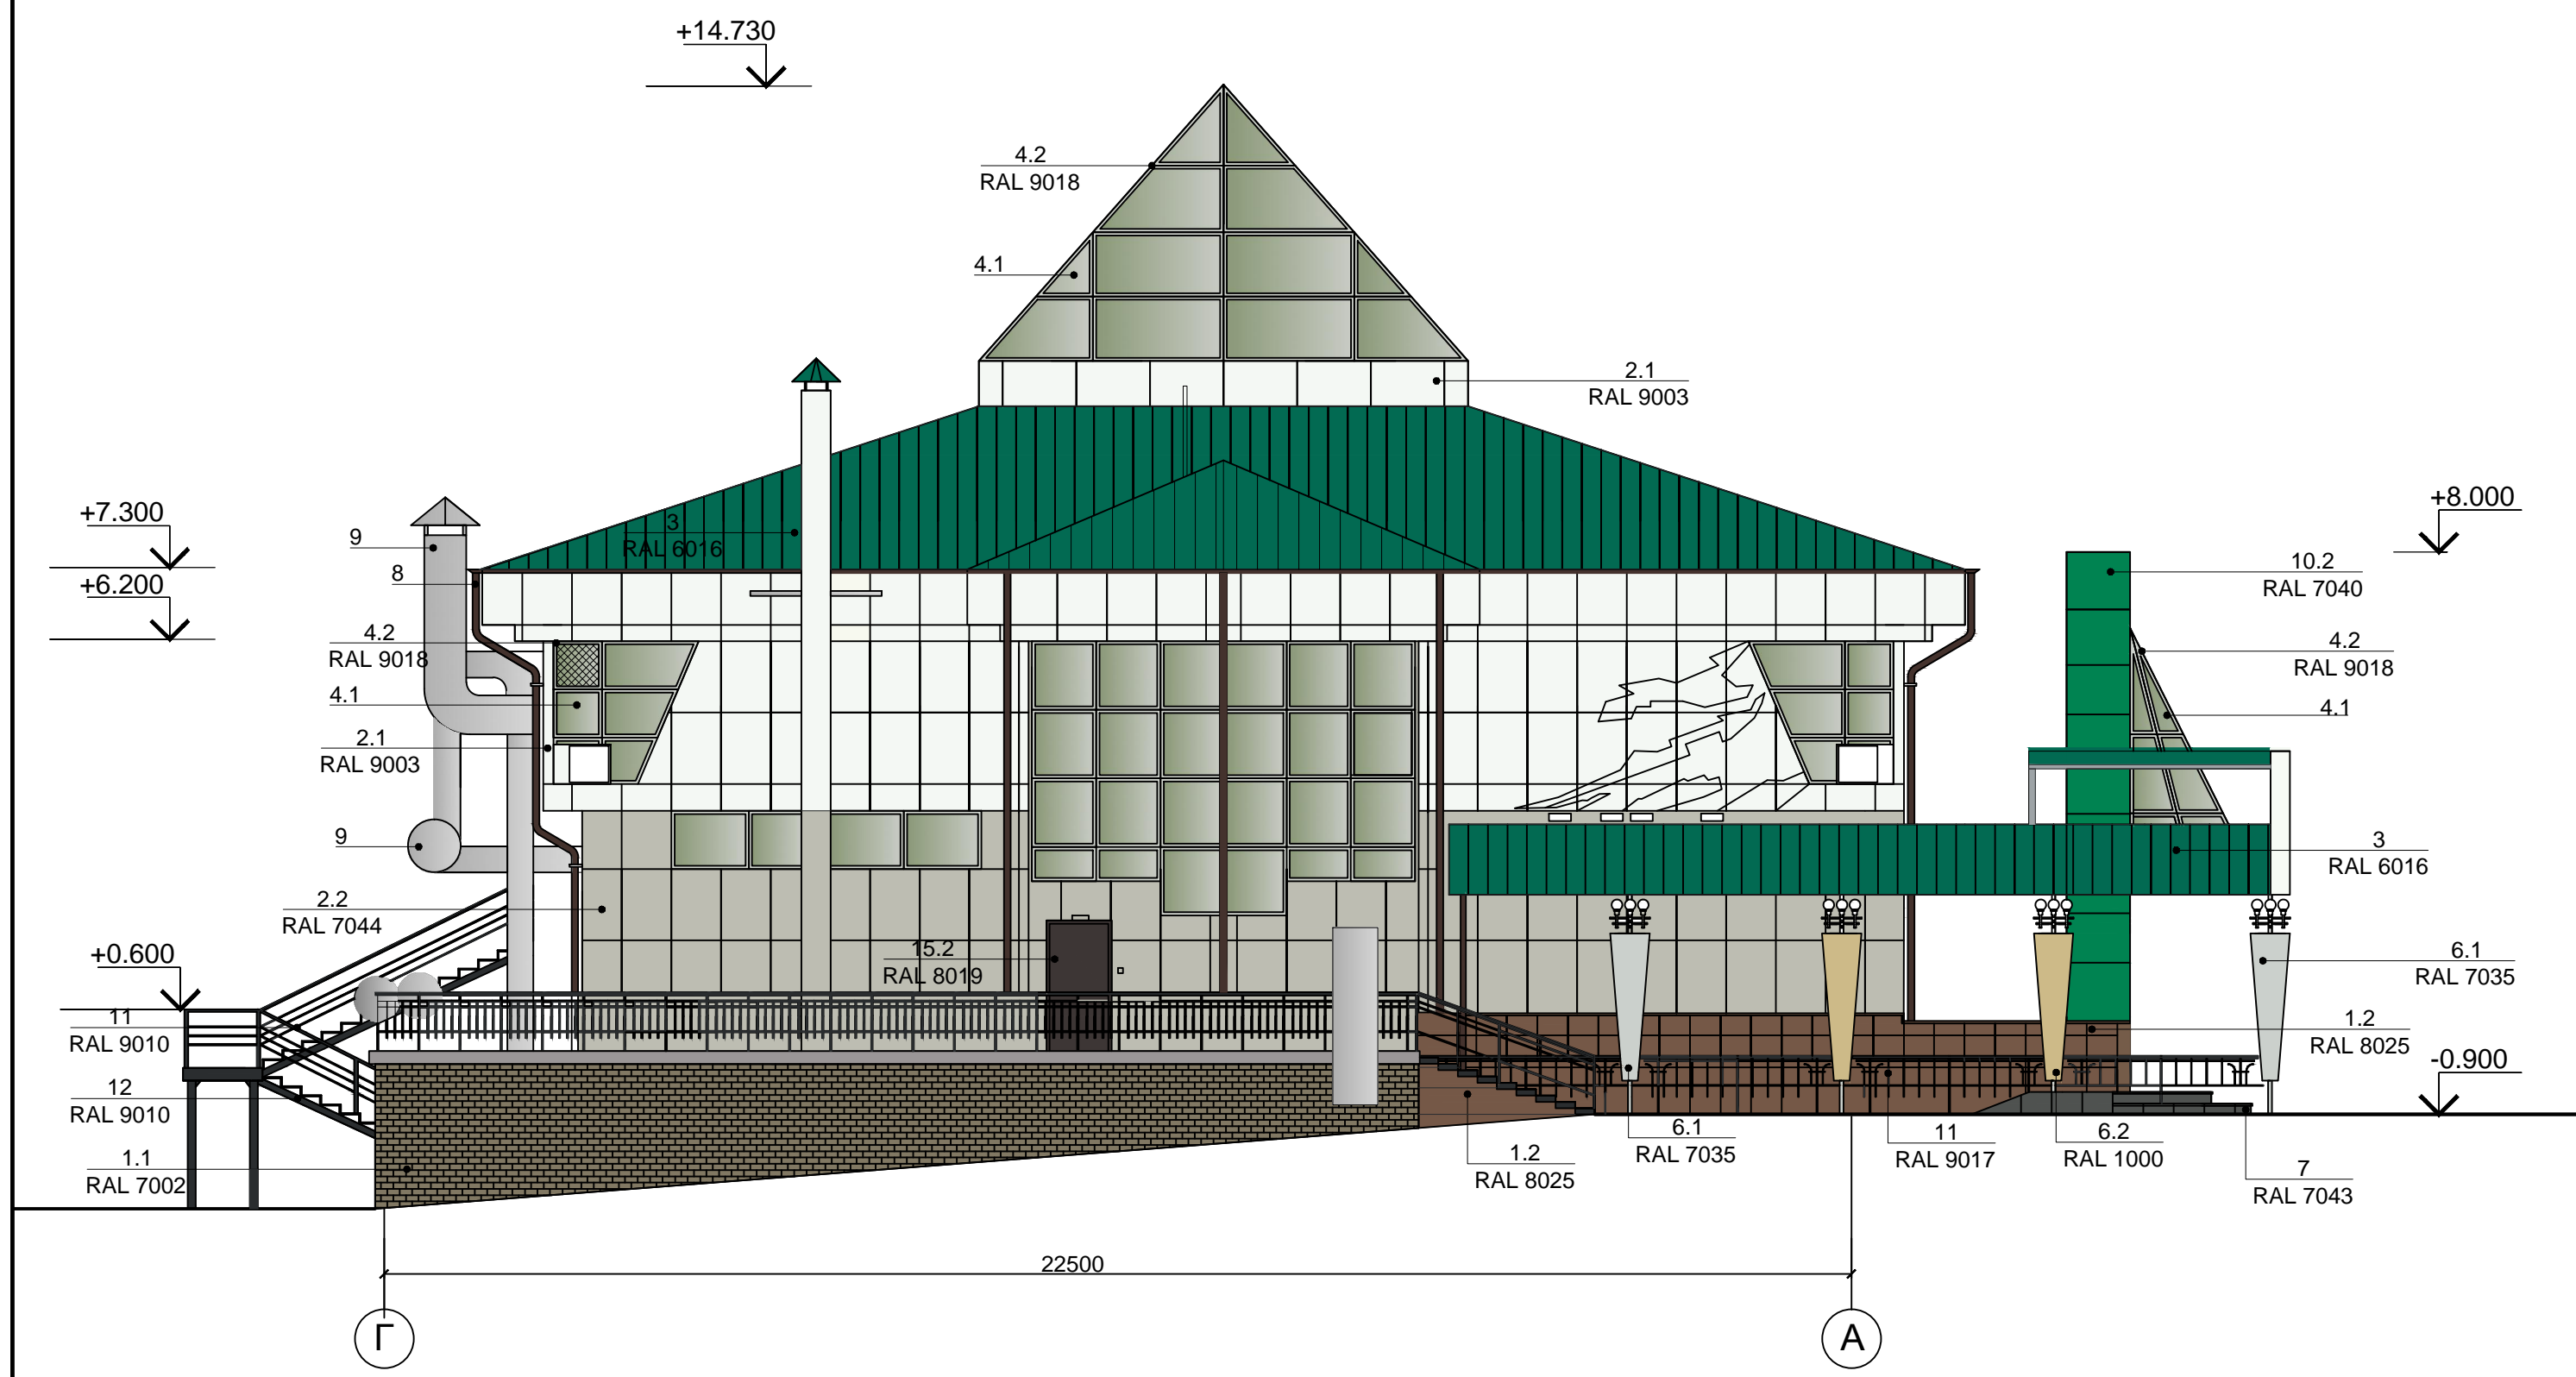 +14.730
4.2
RAL 9018
4.1
2.1
RAL 9003
+7.300
9
3
RAL 6016
+8.000
8
+6.200
10.2
RAL 7040
4.2
RAL 9018
4.2
RAL 9018
4.1
4.1
2.1
RAL 9003
9
3
RAL 6016
2.2
RAL 7044
+0.600
15.2
RAL 8019
6.1
RAL 7035
11
RAL 9010
1.2
RAL 8025
-0.900
12
RAL 9010
1.1
RAL 7002
1.2
RAL 8025
6.1
RAL 7035
11
RAL 9017
6.2
RAL 1000
7
RAL 7043
22500
Г
А